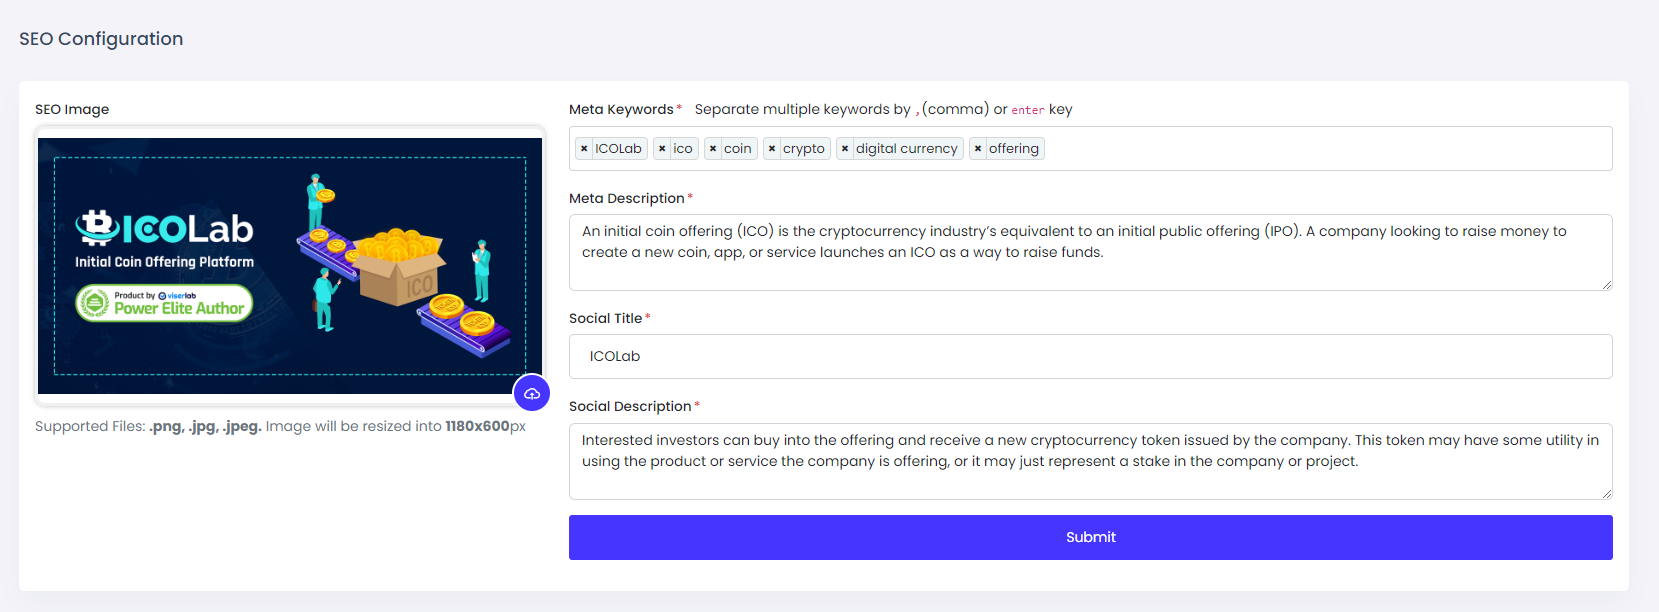 SEO Configuration
SEO Image
ICOLab
Initial Coin Offering Platform
Product by viserlab
Power Elite Author
ICO
Supported Files: .png, .jpg, .jpeg. Image will be resized into 1180x600px
Meta Keywords* Separate multiple keywords by ,(comma) or enter key
× ICOLab × ico × coin × crypto × digital currency × offering
Meta Description*
An initial coin offering (ICO) is the cryptocurrency industry’s equivalent to an initial public offering (IPO). A company looking to raise money to
create a new coin, app, or service launches an ICO as a way to raise funds.
Social Title*
ICOLab
Social Description*
Interested investors can buy into the offering and receive a new cryptocurrency token issued by the company. This token may have some utility in
using the product or service the company is offering, or it may just represent a stake in the company or project.
Submit